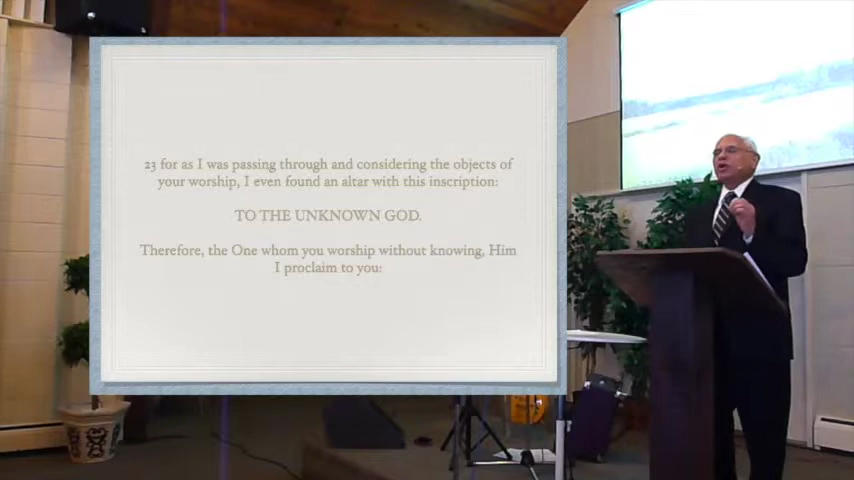 23 for as I was passing through and considering the objects of
your worship, I even found an altar with this inscription:
TO THE UNKNOWN GOD.
Therefore, the One whom you worship without knowing, Him
I proclaim to you: